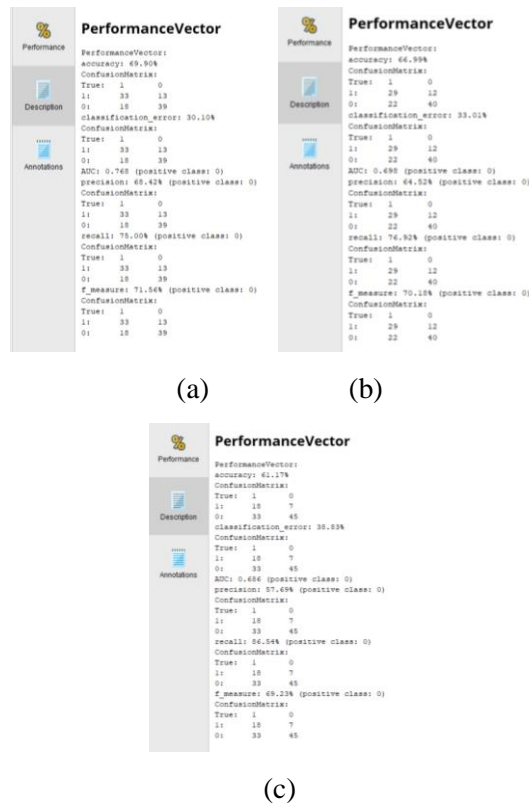 PerformanceVector
Performance
PerformanceVector:
accuracy: 69.90%
ConfusionMatrix:
True: 1 0
1: 33 13
0: 18 39
Description
classification_error: 30.10%
ConfusionMatrix:
True: 1 0
1: 33 13
0: 18 39
Annotations
AUC: 0.768 (positive class: 0)
precision: 68.42% (positive class: 0)
ConfusionMatrix:
True: 1 0
1: 33 13
0: 18 39
recall: 75.00% (positive class: 0)
ConfusionMatrix:
True: 1 0
1: 33 13
0: 18 39
f_measure: 71.56% (positive class: 0)
ConfusionMatrix:
True: 1 0
1: 33 13
0: 18 39
(a)
PerformanceVector
Performance
PerformanceVector:
accuracy: 66.99%
ConfusionMatrix:
True: 1 0
1: 29 12
0: 22 40
Description
classification_error: 33.01%
ConfusionMatrix:
True: 1 0
1: 29 12
0: 22 40
Annotations
AUC: 0.698 (positive class: 0)
precision: 64.52% (positive class: 0)
ConfusionMatrix:
True: 1 0
1: 29 12
0: 22 40
recall: 76.92% (positive class: 0)
ConfusionMatrix:
True: 1 0
1: 29 12
0: 22 40
f_measure: 70.18% (positive class: 0)
ConfusionMatrix:
True: 1 0
1: 29 12
0: 22 40
(b)
PerformanceVector
Performance
PerformanceVector:
accuracy: 61.17%
ConfusionMatrix:
True: 1 0
1: 18 7
0: 33 45
Description
classification_error: 38.83%
ConfusionMatrix:
True: 1 0
1: 18 7
0: 33 45
Annotations
AUC: 0.686 (positive class: 0)
precision: 57.69% (positive class: 0)
ConfusionMatrix:
True: 1 0
1: 18 7
0: 33 45
recall: 86.54% (positive class: 0)
ConfusionMatrix:
True: 1 0
1: 18 7
0: 33 45
f_measure: 69.23% (positive class: 0)
ConfusionMatrix:
True: 1 0
1: 18 7
0: 33 45
(c)